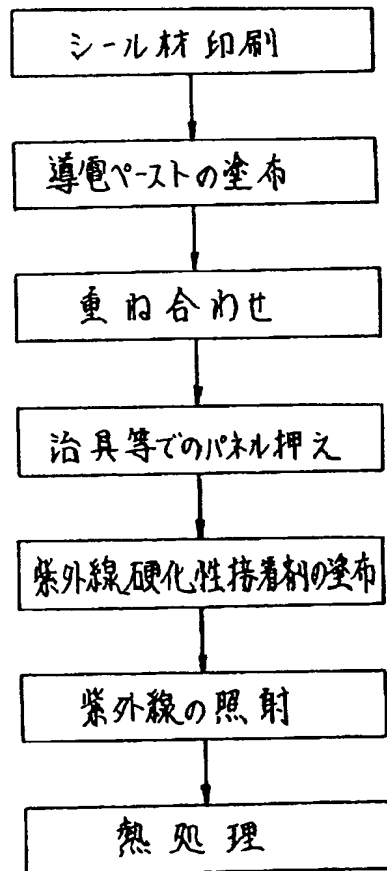 シール材印刷
導電ペーストの塗布
重ね合わせ
治具等でのパネル押え
紫外線硬化性接着剤の塗布
紫外線の照射
熱処理